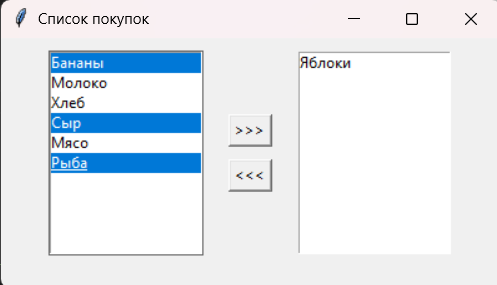 Список покупок
Бананы
Молоко
Хлеб
Сыр
Мясо
Рыба
>>>
<<<
Яблоки